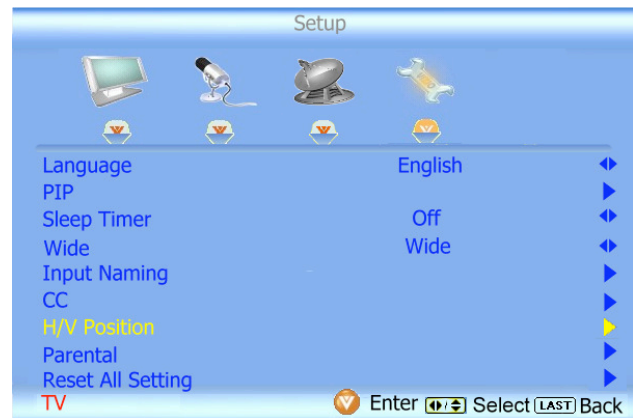 Setup
Language English
PIP
Sleep Timer Off
Wide Wide
Input Naming
CC
H/V Position
Parental
Reset All Setting
TV Enter Select LAST Back